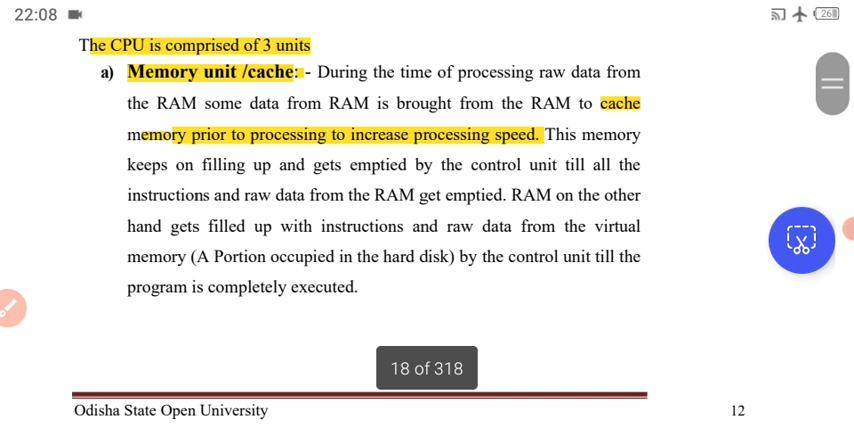 22:08
26
The CPU is comprised of 3 units
a) Memory unit /cache: - During the time of processing raw data from
the RAM some data from RAM is brought from the RAM to cache
memory prior to processing to increase processing speed. This memory
keeps on filling up and gets emptied by the control unit till all the
instructions and raw data from the RAM get emptied. RAM on the other
hand gets filled up with instructions and raw data from the virtual
memory (A Portion occupied in the hard disk) by the control unit till the
program is completely executed.
18 of 318
Odisha State Open University
12